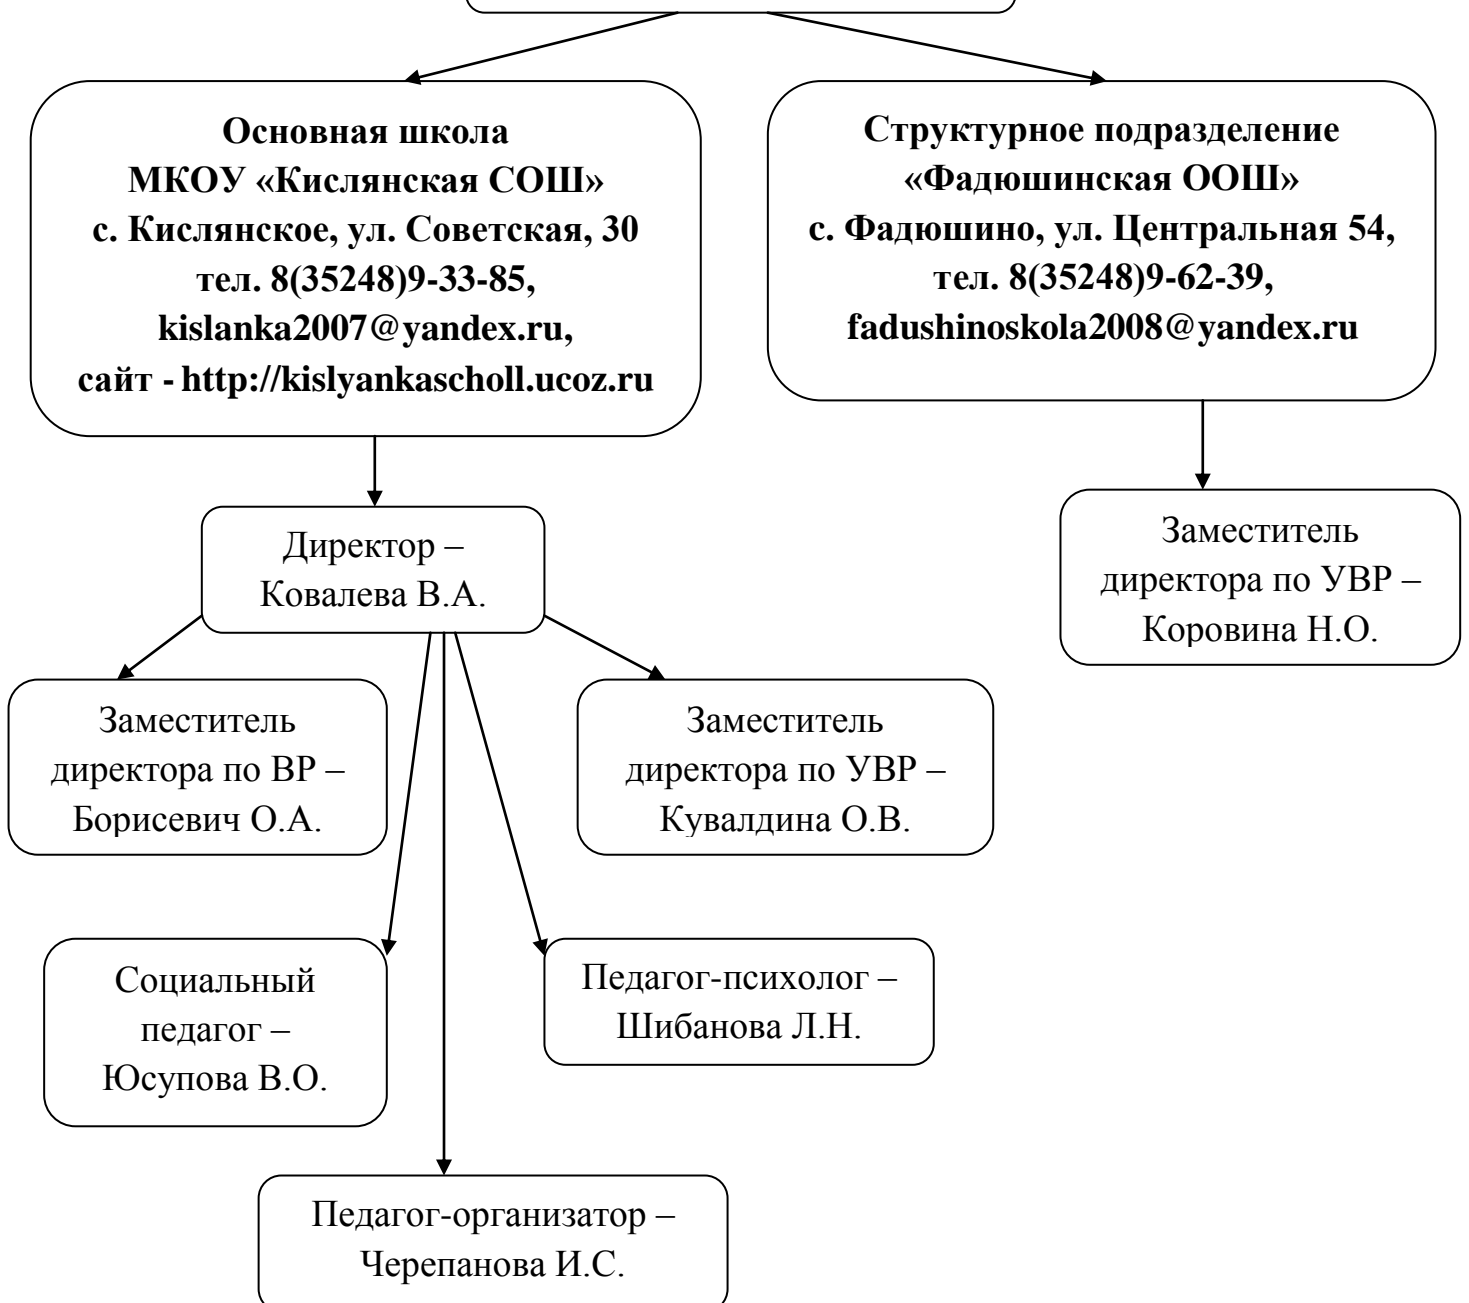 Основная школа
МКОУ «Кислянская СОШ»
с. Кислянское, ул. Советская, 30
тел. 8(35248)9-33-85,
kislanka2007@yandex.ru,
сайт - http://kislyankascholl.ucoz.ru
Структурное подразделение
«Фадюшинская ООШ»
с. Фадюшино, ул. Центральная 54,
тел. 8(35248)9-62-39,
fadushinoskola2008@yandex.ru
Директор –
Ковалева В.А.
Заместитель
директора по УВР –
Коровина Н.О.
Заместитель
директора по ВР –
Борисевич О.А.
Заместитель
директора по УВР –
Кувалдина О.В.
Социальный
педагог –
Юсупова В.О.
Педагог-психолог –
Шибанова Л.Н.
Педагог-организатор –
Черепанова И.С.